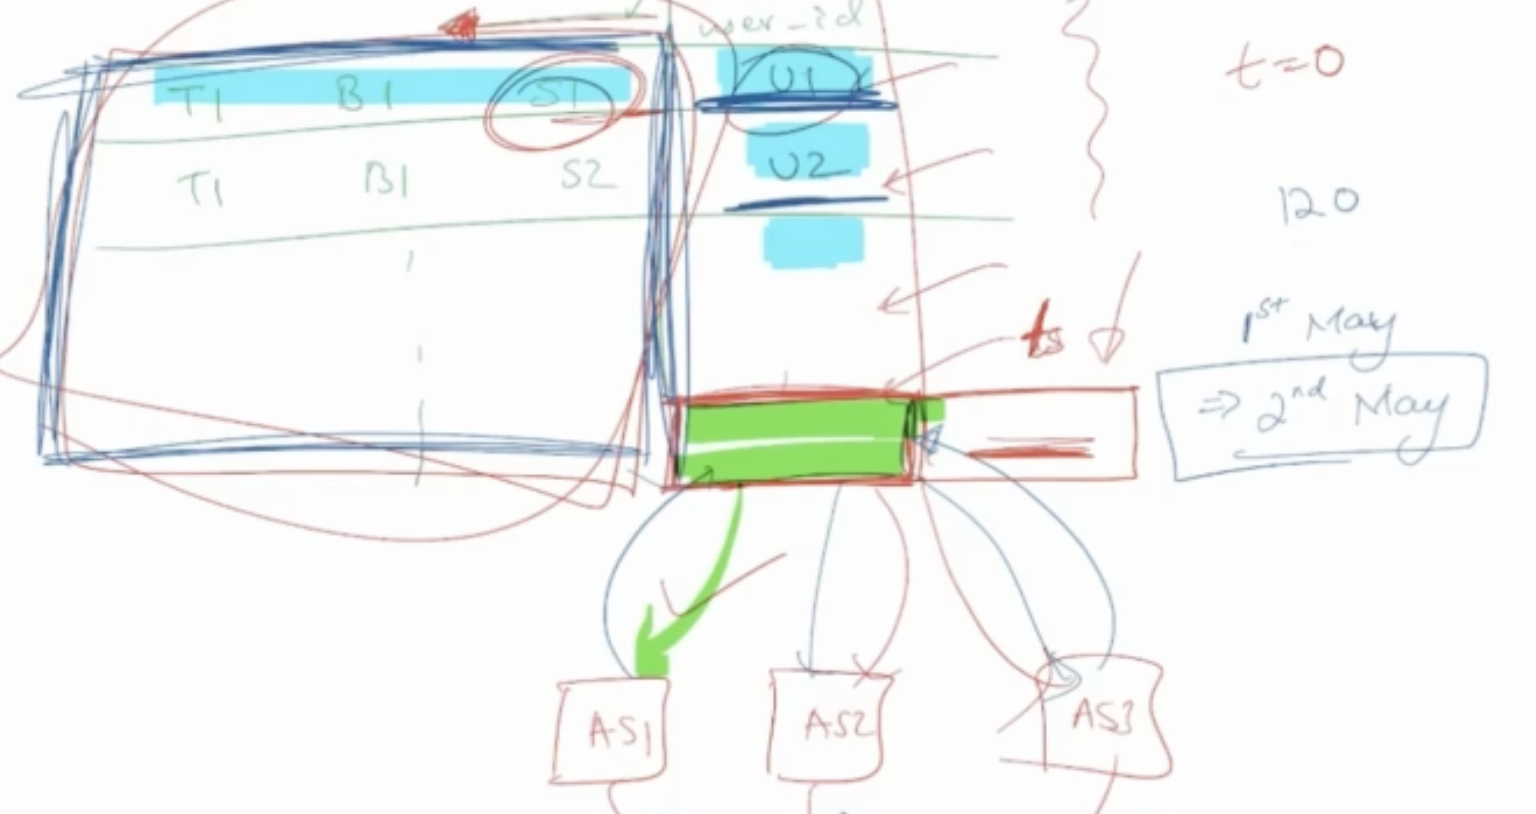 user_id
T1 B1 S1 U1
t=0
T1 B1 S2 U2
120
1st May
ts
⇒ 2nd May
AS1 AS2 AS3